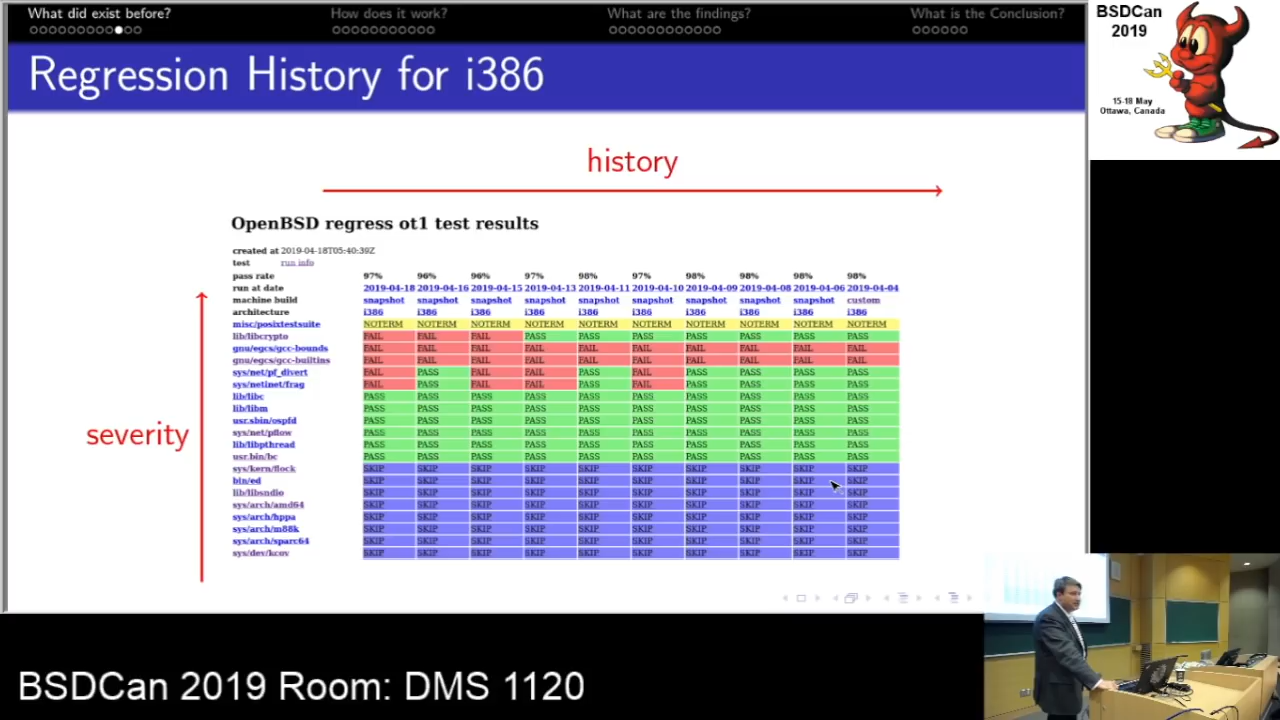 What did exist before? How does it work? What are the findings? What is the Conclusion?
BSDCan
2019
15-18 May
Ottawa, Canada
Regression History for i386
history
OpenBSD regress ot1 test results
created at 2019-04-18T05:40:39Z
test run info
pass rate 97% 96% 96% 97% 98% 97% 98% 98% 98% 98%
run at date 2019-04-18 2019-04-16 2019-04-15 2019-04-13 2019-04-11 2019-04-10 2019-04-09 2019-04-08 2019-04-06 2019-04-04
machine build snapshot snapshot snapshot snapshot snapshot snapshot snapshot snapshot snapshot custom
architecture i386 i386 i386 i386 i386 i386 i386 i386 i386 i386
misc/posixtestsuite NOTERM NOTERM NOTERM NOTERM NOTERM NOTERM NOTERM NOTERM NOTERM NOTERM
lib/libcrypto FAIL FAIL FAIL PASS PASS PASS PASS PASS PASS PASS
gnu/egcs/gcc-bounds FAIL FAIL FAIL FAIL FAIL FAIL FAIL FAIL FAIL FAIL
gnu/egcs/gcc-builtins FAIL FAIL FAIL FAIL FAIL FAIL FAIL FAIL FAIL FAIL
sys/net/pf_divert FAIL PASS FAIL FAIL PASS FAIL PASS PASS PASS PASS
sys/netinet/frag FAIL PASS FAIL FAIL PASS FAIL PASS PASS PASS PASS
lib/libc PASS PASS PASS PASS PASS PASS PASS PASS PASS PASS
lib/libm PASS PASS PASS PASS PASS PASS PASS PASS PASS PASS
usr.sbin/ospfd PASS PASS PASS PASS PASS PASS PASS PASS PASS PASS
severity
sys/net/pflow PASS PASS PASS PASS PASS PASS PASS PASS PASS PASS
lib/libpthread PASS PASS PASS PASS PASS PASS PASS PASS PASS PASS
usr.bin/bc PASS PASS PASS PASS PASS PASS PASS PASS PASS PASS
sys/kern/flock SKIP SKIP SKIP SKIP SKIP SKIP SKIP SKIP SKIP SKIP
bin/ed SKIP SKIP SKIP SKIP SKIP SKIP SKIP SKIP SKIP SKIP
lib/libsndio SKIP SKIP SKIP SKIP SKIP SKIP SKIP SKIP SKIP SKIP
sys/arch/amd64 SKIP SKIP SKIP SKIP SKIP SKIP SKIP SKIP SKIP SKIP
sys/arch/hppa SKIP SKIP SKIP SKIP SKIP SKIP SKIP SKIP SKIP SKIP
sys/arch/m88k SKIP SKIP SKIP SKIP SKIP SKIP SKIP SKIP SKIP SKIP
sys/arch/sparc64 SKIP SKIP SKIP SKIP SKIP SKIP SKIP SKIP SKIP SKIP
sys/dev/kcov SKIP SKIP SKIP SKIP SKIP SKIP SKIP SKIP SKIP SKIP
BSDCan 2019 Room: DMS 1120